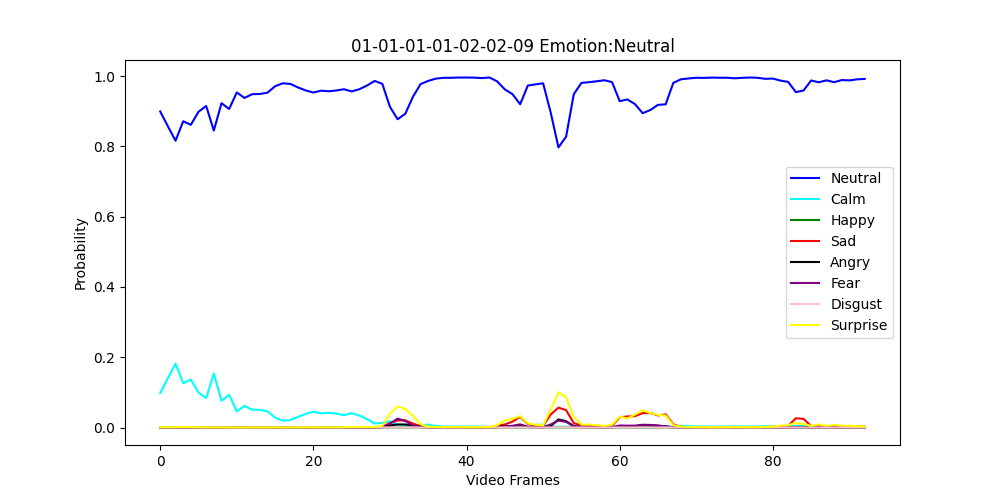 01-01-01-01-02-02-09 Emotion:Neutral
1.0
0.8
0.6
0.4
0.2
0.0
Probability
0
20
40
60
80
Video Frames
Neutral
Calm
Happy
Sad
Angry
Fear
Disgust
Surprise